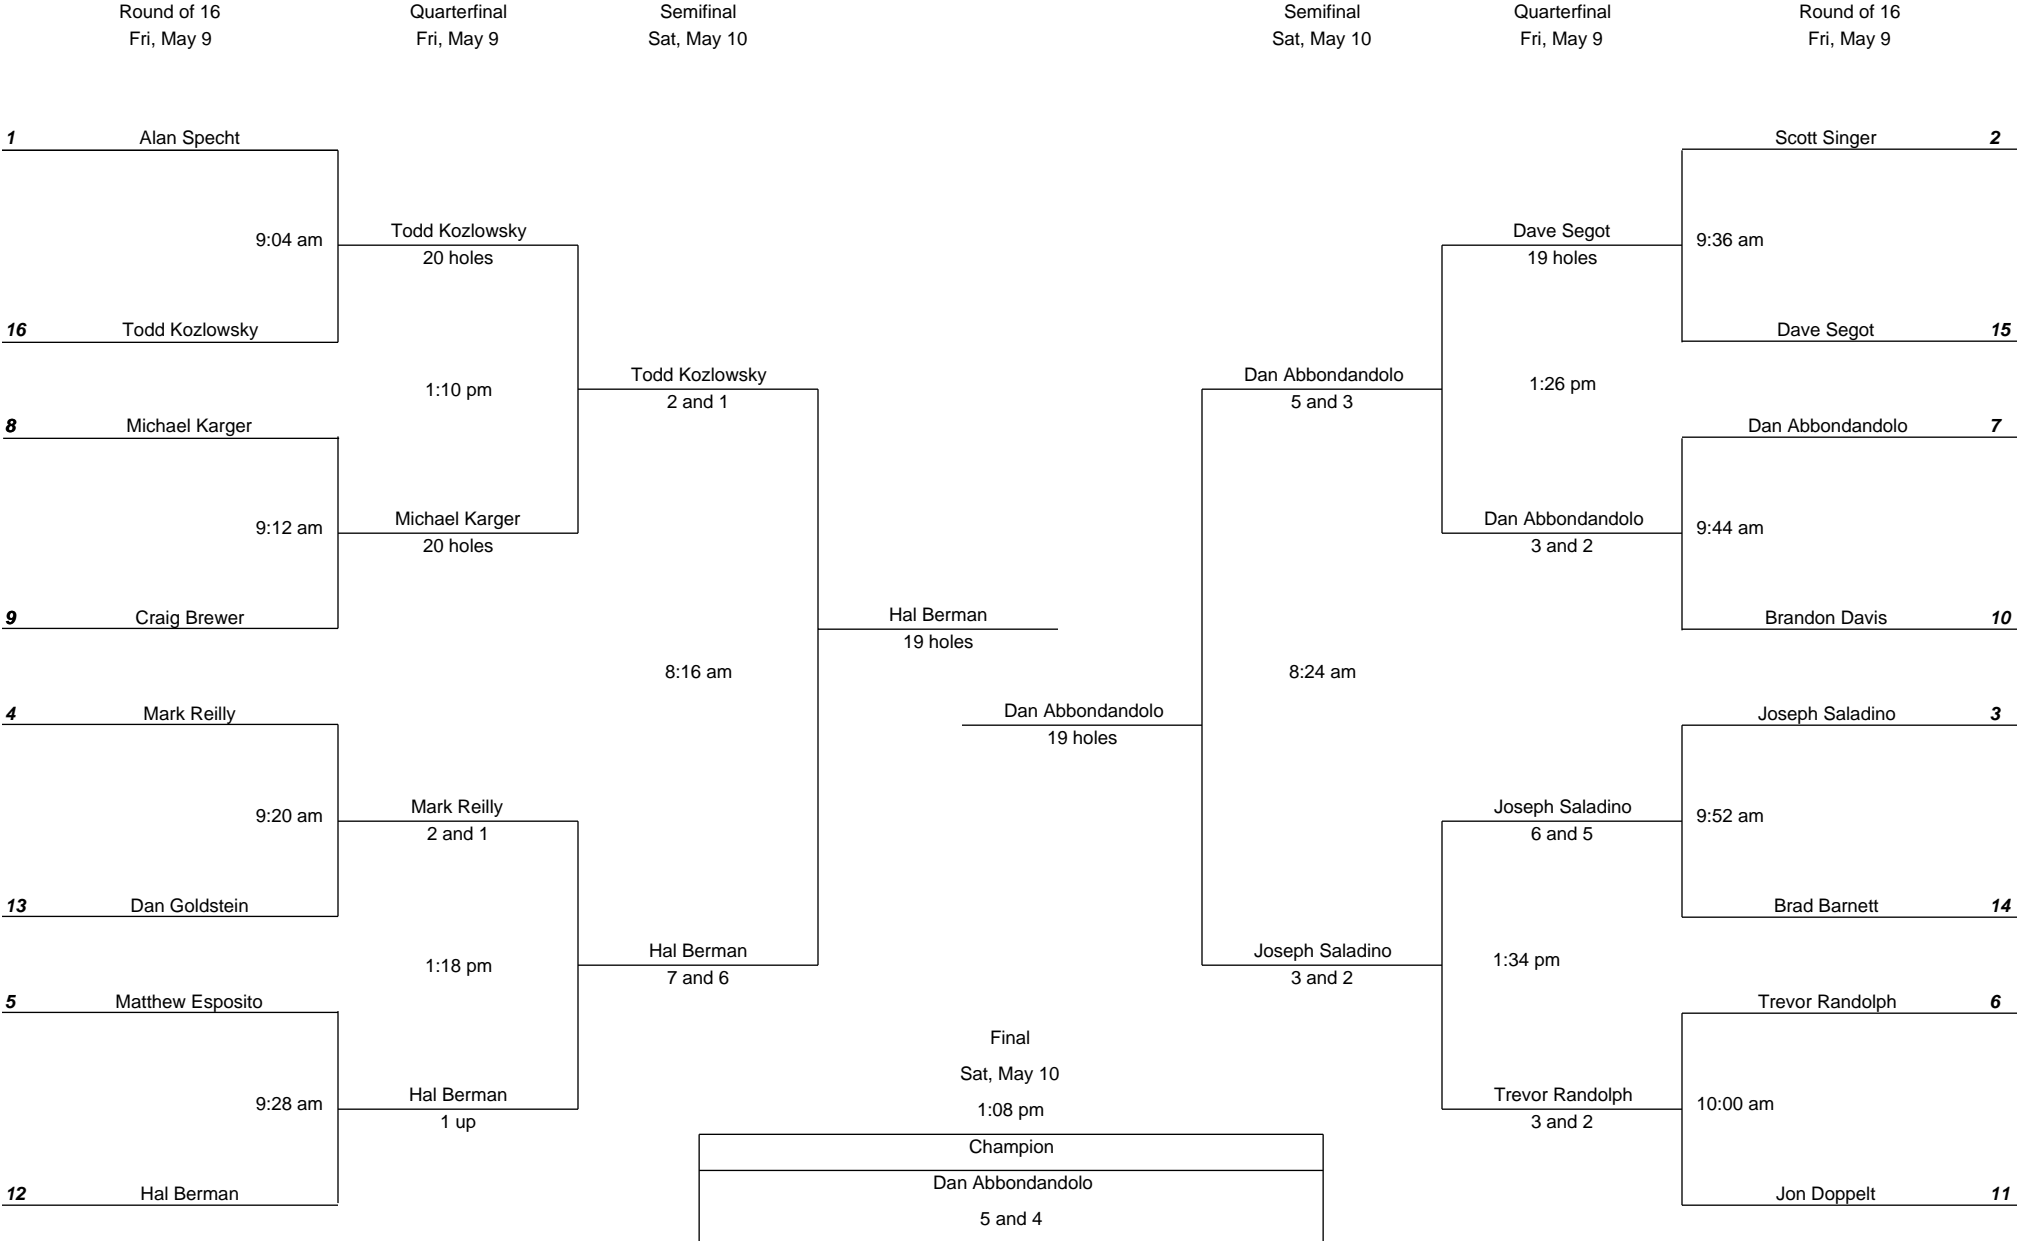 Round of 16 Quarterfinal Semifinal Semifinal Quarterfinal Round of 16
Fri, May 9 Fri, May 9 Sat, May 10 Sat, May 10 Fri, May 9 Fri, May 9
1 Alan Specht Scott Singer 2
Todd Kozlowsky Dave Segot
9:04 am 9:36 am
20 holes 19 holes
16 Todd Kozlowsky Dave Segot 15
Todd Kozlowsky Dan Abbondandolo
1:10 pm 1:26 pm
2 and 1 5 and 3
8 Michael Karger Dan Abbondandolo 7
Michael Karger Dan Abbondandolo
9:12 am 9:44 am
20 holes 3 and 2
9 Craig Brewer Hal Berman Brandon Davis 10
19 holes
8:16 am 8:24 am
4 Mark Reilly Dan Abbondandolo Joseph Saladino 3
19 holes
Mark Reilly Joseph Saladino
9:20 am 9:52 am
2 and 1 6 and 5
13 Dan Goldstein Brad Barnett 14
Hal Berman Joseph Saladino
1:18 pm 1:34 pm
7 and 6 3 and 2
5 Matthew Esposito Trevor Randolph 6
Final
Sat, May 10
Hal Berman Trevor Randolph
9:28 am 1:08 pm 10:00 am
1 up 3 and 2
Champion
Dan Abbondandolo
12 Hal Berman Jon Doppelt 11
5 and 4